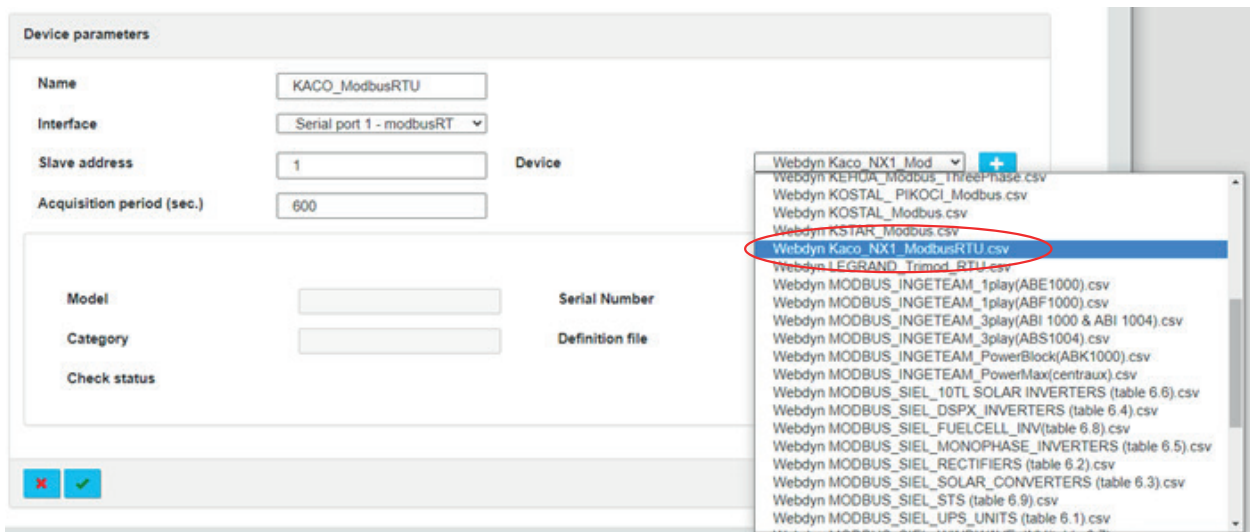 Device parameters
Name KACO_ModbusRTU
Interface Serial port 1 - modbusRT
Slave address 1 Device Webdyn Kaco_NX1_Mod
Acquisition period (sec.) 600
Webdyn KEHUA_Modbus_ThreePhase.csv
Webdyn KOSTAL_ PIKOCI_Modbus.csv
Webdyn KOSTAL_Modbus.csv
Webdyn KSTAR_Modbus.csv
Webdyn Kaco_NX1_ModbusRTU.csv
Webdyn LEGRAND_Trimod_RTU.csv
Webdyn MODBUS_INGETEAM_1play(ABE1000).csv
Webdyn MODBUS_INGETEAM_1play(ABF1000).csv
Webdyn MODBUS_INGETEAM_3play(ABI 1000 & ABI 1004).csv
Webdyn MODBUS_INGETEAM_3play(ABS1004).csv
Webdyn MODBUS_INGETEAM_PowerBlock(ABK1000).csv
Webdyn MODBUS_INGETEAM_PowerMax(centraux).csv
Webdyn MODBUS_SIEL_10TL SOLAR INVERTERS (table 6.6).csv
Webdyn MODBUS_SIEL_DSPX_INVERTERS (table 6.4).csv
Webdyn MODBUS_SIEL_FUELCELL_INV(table 6.8).csv
Webdyn MODBUS_SIEL_MONOPHASE_INVERTERS (table 6.5).csv
Webdyn MODBUS_SIEL_RECTIFIERS (table 6.2).csv
Webdyn MODBUS_SIEL_SOLAR_CONVERTERS (table 6.3).csv
Webdyn MODBUS_SIEL_STS (table 6.9).csv
Webdyn MODBUS_SIEL_UPS_UNITS (table 6.1).csv
Model Serial Number
Category Definition file
Check status